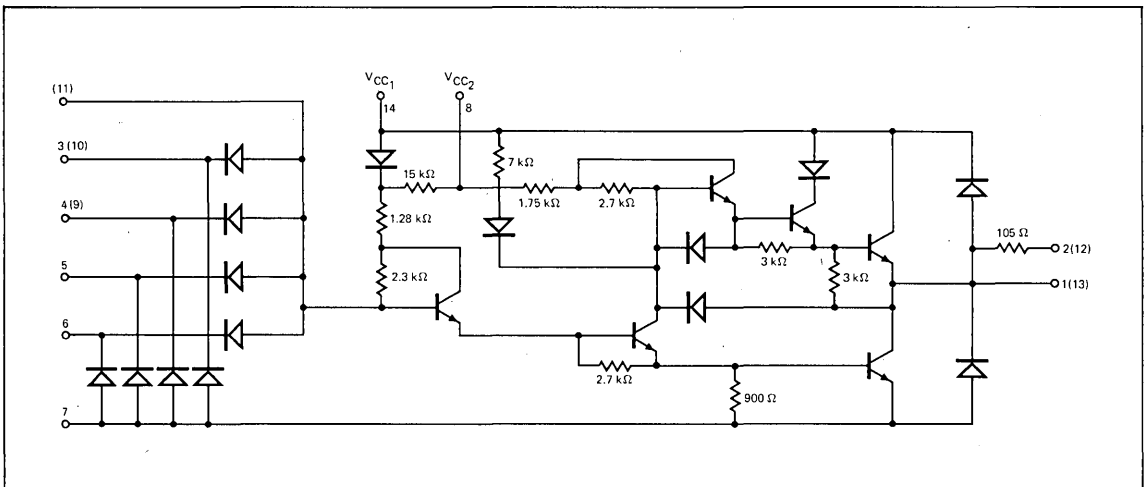 (11)
V_CC1
V_CC2
14
8
3 (10)
7 kΩ
15 kΩ
1.75 kΩ
2.7 kΩ
4 (9)
1.28 kΩ
105 Ω
2(12)
3 kΩ
3 kΩ
5
2.3 kΩ
1(13)
6
2.7 kΩ
900 Ω
7